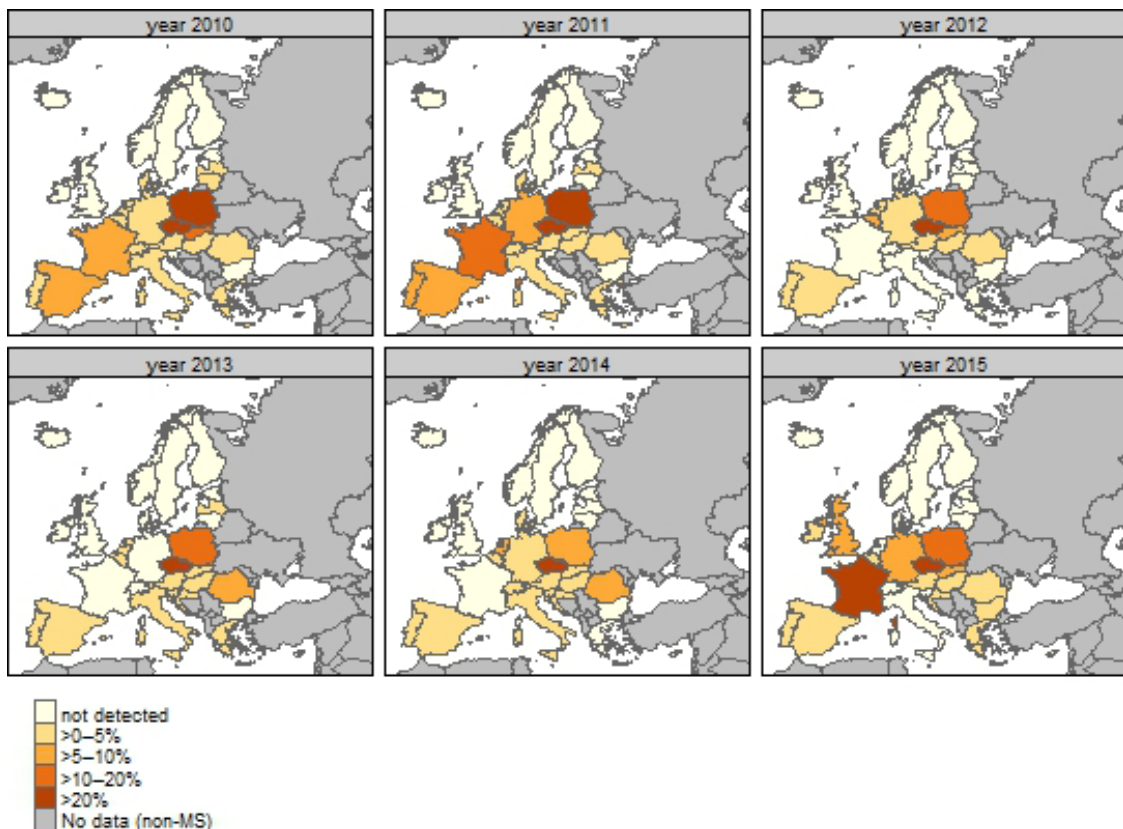 year 2010
year 2011
year 2012
year 2013
year 2014
year 2015
not detected
>0–5%
>5–10%
>10–20%
>20%
No data (non-MS)